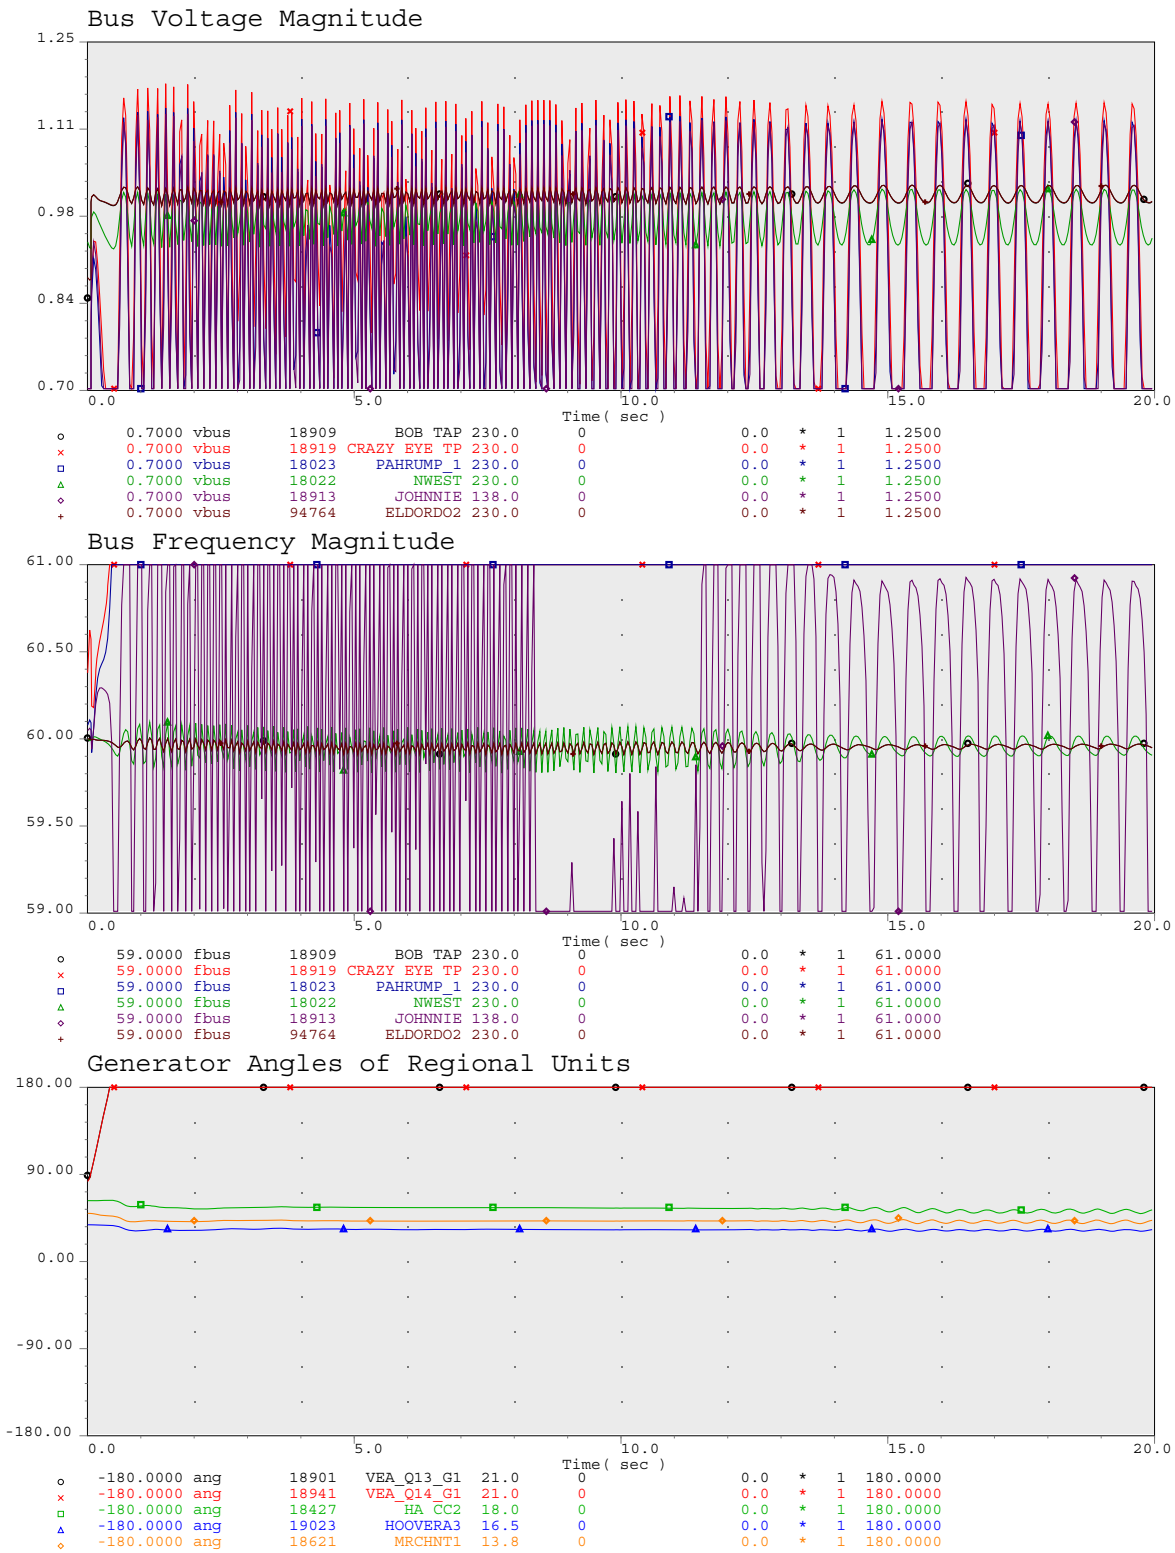 Bus Voltage Magnitude
1.25
1.11
0.98
0.84
0.70
0.0 5.0 10.0 15.0 20.0
Time( sec )
0.7000 vbus 18909 BOB TAP 230.0 0 0.0 * 1 1.2500
0.7000 vbus 18919 CRAZY EYE TP 230.0 0 0.0 * 1 1.2500
0.7000 vbus 18023 PAHRUMP_1 230.0 0 0.0 * 1 1.2500
0.7000 vbus 18022 NWEST 230.0 0 0.0 * 1 1.2500
0.7000 vbus 18913 JOHNNIE 138.0 0 0.0 * 1 1.2500
0.7000 vbus 94764 ELDORDO2 230.0 0 0.0 * 1 1.2500
Bus Frequency Magnitude
61.00
60.50
60.00
59.50
59.00
0.0 5.0 10.0 15.0 20.0
Time( sec )
59.0000 fbus 18909 BOB TAP 230.0 0 0.0 * 1 61.0000
59.0000 fbus 18919 CRAZY EYE TP 230.0 0 0.0 * 1 61.0000
59.0000 fbus 18023 PAHRUMP_1 230.0 0 0.0 * 1 61.0000
59.0000 fbus 18022 NWEST 230.0 0 0.0 * 1 61.0000
59.0000 fbus 18913 JOHNNIE 138.0 0 0.0 * 1 61.0000
59.0000 fbus 94764 ELDORDO2 230.0 0 0.0 * 1 61.0000
Generator Angles of Regional Units
180.00
90.00
0.00
-90.00
-180.00
0.0 5.0 10.0 15.0 20.0
Time( sec )
-180.0000 ang 18901 VEA_Q13_G1 21.0 0 0.0 * 1 180.0000
-180.0000 ang 18941 VEA_Q14_G1 21.0 0 0.0 * 1 180.0000
-180.0000 ang 18427 HA CC2 18.0 0 0.0 * 1 180.0000
-180.0000 ang 19023 HOOVERA3 16.5 0 0.0 * 1 180.0000
-180.0000 ang 18621 MRCHNT1 13.8 0 0.0 * 1 180.0000